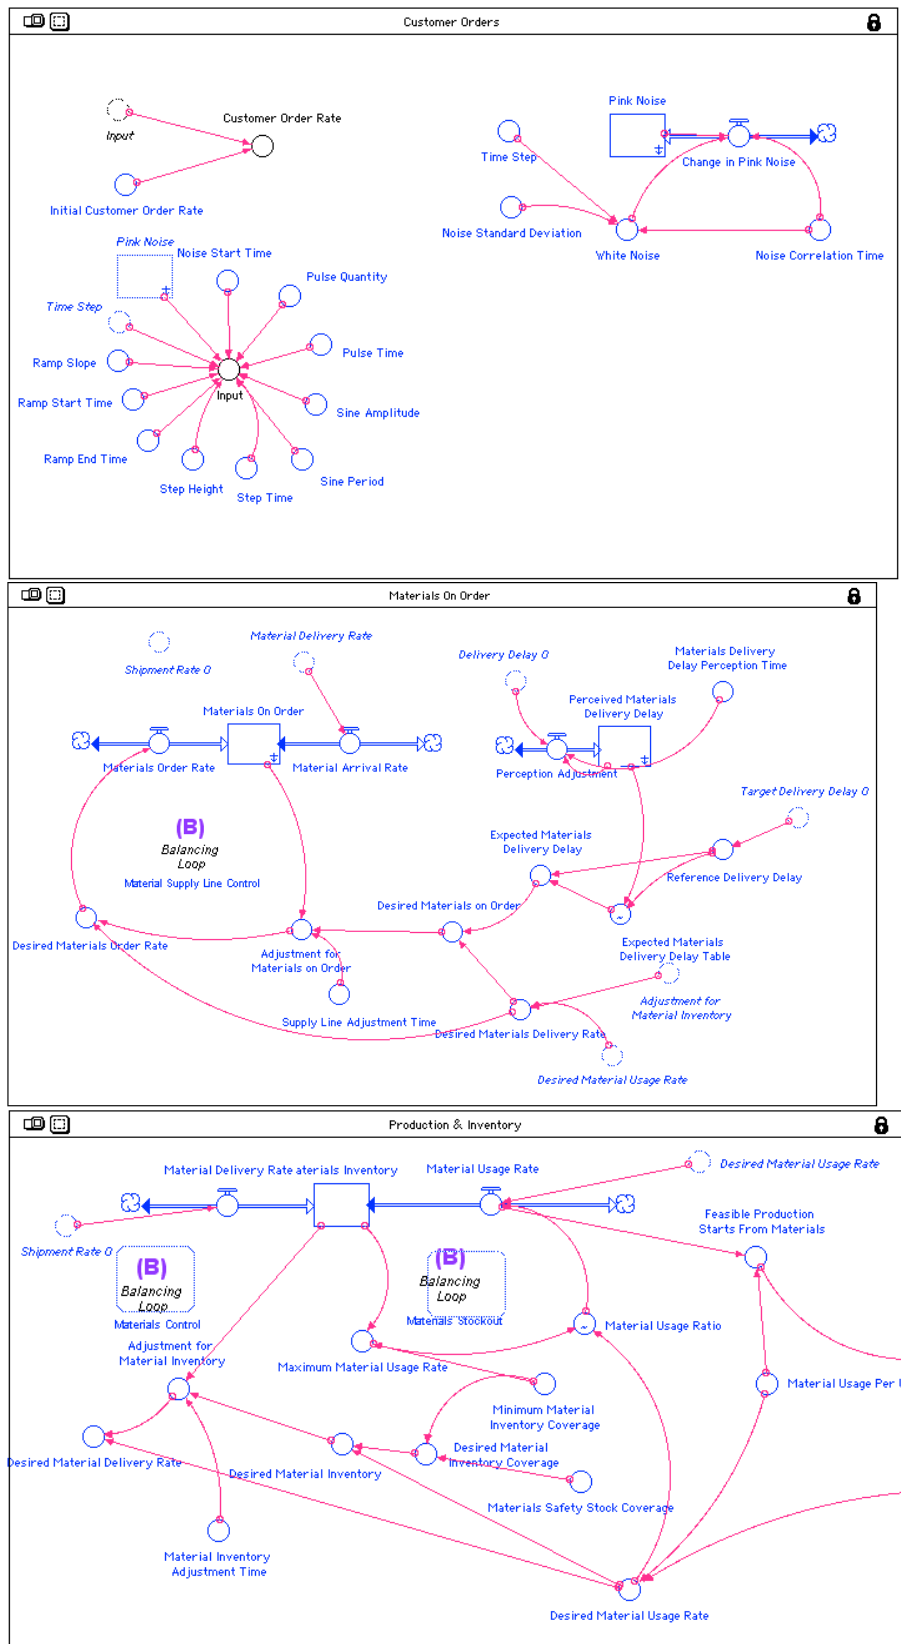 Customer Orders
Input
Customer Order Rate
Initial Customer Order Rate
Pink Noise
Time Step
Change in Pink Noise
Noise Standard Deviation
White Noise
Noise Correlation Time
Pink Noise
Noise Start Time
Pulse Quantity
Time Step
Pulse Time
Ramp Slope
Input
Ramp Start Time
Sine Amplitude
Ramp End Time
Step Height
Step Time
Sine Period
Materials On Order
Shipment Rate 0
Material Delivery Rate
Delivery Delay 0
Materials Delivery
Delay Perception Time
Materials On Order
Perceived Materials
Delivery Delay
Materials Order Rate
Material Arrival Rate
Perception Adjustment
Target Delivery Delay 0
(B)
Balancing
Loop
Material Supply Line Control
Expected Materials
Delivery Delay
Reference Delivery Delay
Desired Materials on Order
Desired Materials Order Rate
Adjustment for
Materials on Order
Expected Materials
Delivery Delay Table
Supply Line Adjustment Time
Desired Materials Delivery Rate
Adjustment for
Material Inventory
Desired Material Usage Rate
Production & Inventory
Material Delivery Rate
aterials Inventory
Material Usage Rate
Desired Material Usage Rate
Feasible Production
Starts From Materials
Shipment Rate 0
(B)
Balancing
Loop
Materials Control
(B)
Balancing
Loop
Materials Stockout
Material Usage Ratio
Adjustment for
Material Inventory
Maximum Material Usage Rate
Material Usage Per U
Minimum Material
Inventory Coverage
Desired Material Delivery Rate
Desired Material Inventory
Desired Material
Inventory Coverage
Materials Safety Stock Coverage
Material Inventory
Adjustment Time
Desired Material Usage Rate